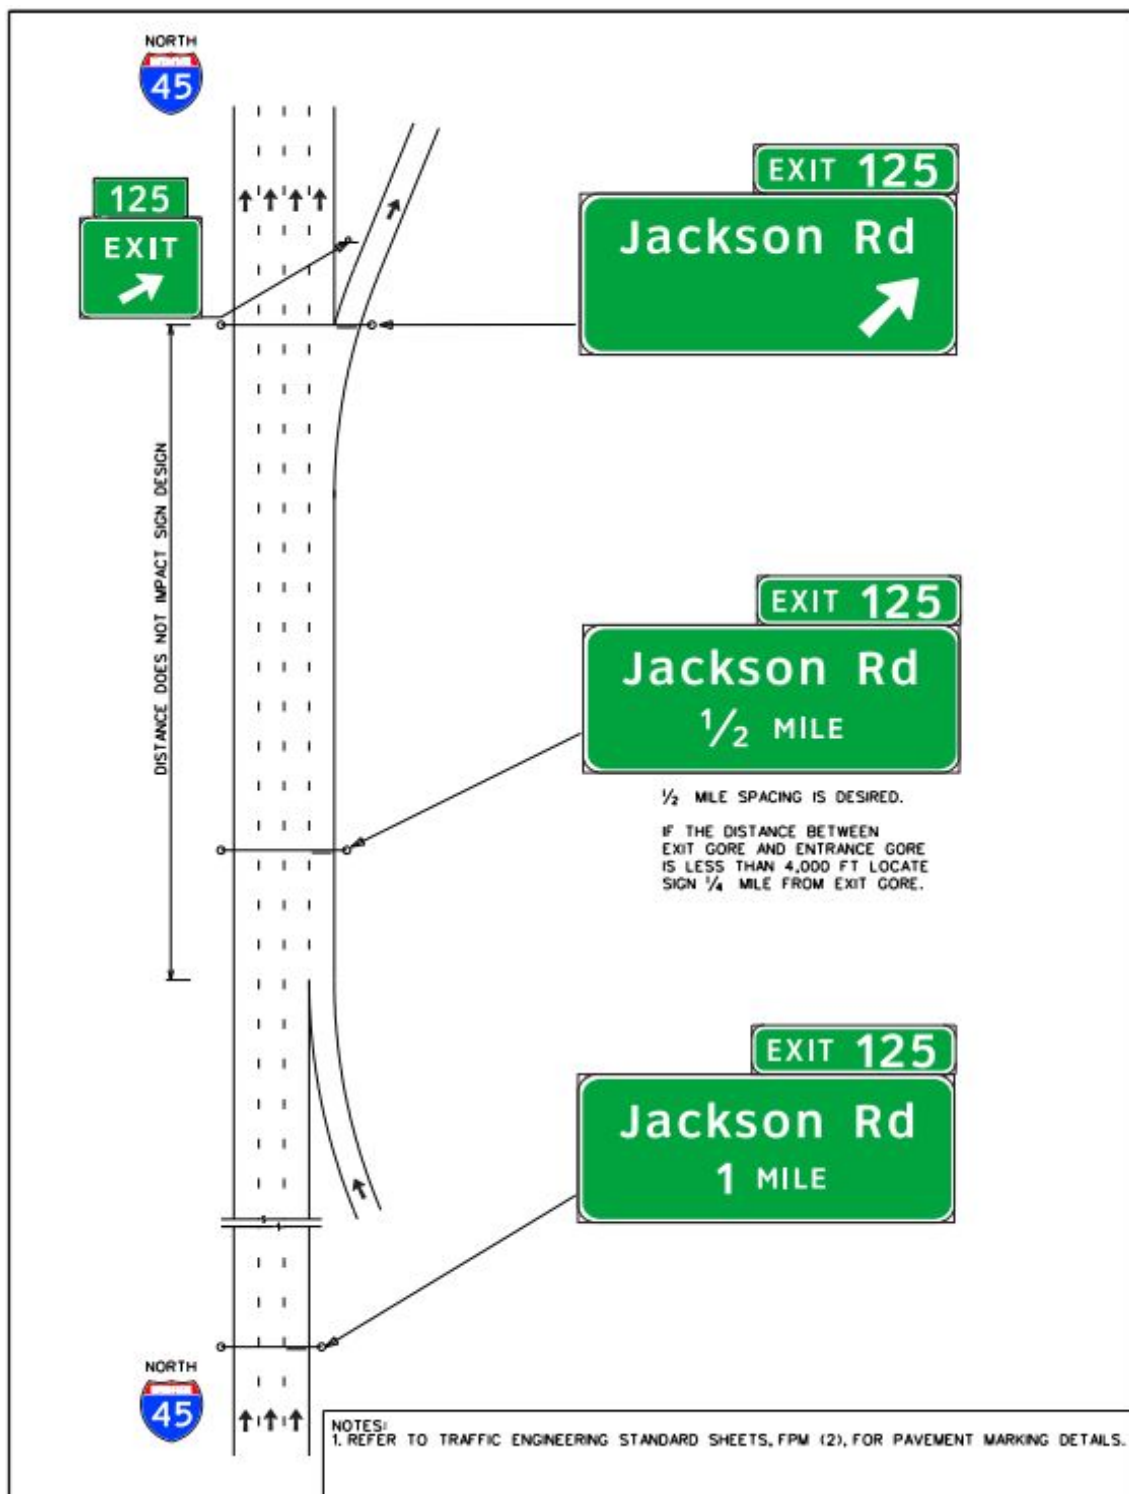 NORTH
45
125
EXIT
EXIT 125
Jackson Rd
DISTANCE DOES NOT IMPACT SIGN DESIGN
EXIT 125
Jackson Rd
1/2 MILE
1/2 MILE SPACING IS DESIRED.
IF THE DISTANCE BETWEEN
EXIT GORE AND ENTRANCE GORE
IS LESS THAN 4,000 FT LOCATE
SIGN 1/4 MILE FROM EXIT GORE.
EXIT 125
Jackson Rd
1 MILE
NORTH
45
NOTES:
1. REFER TO TRAFFIC ENGINEERING STANDARD SHEETS, FPM (2), FOR PAVEMENT MARKING DETAILS.